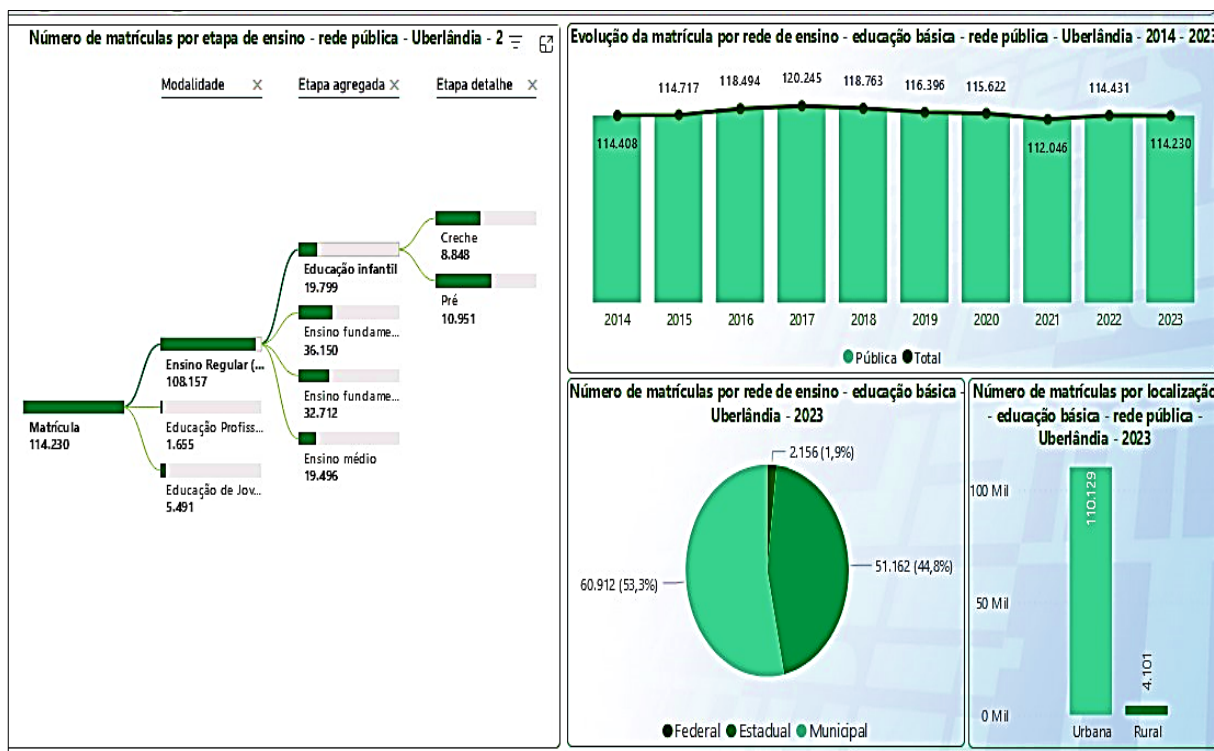 Número de matrículas por etapa de ensino - rede pública - Uberlândia - 2
Modalidade
Etapa agregada
Etapa detalhe
Creche
8.848
Educação infantil
19.799
Pré
10.951
Ensino fundame...
36.150
Ensino Regular (...
108.157
Ensino fundame...
32.712
Matrícula
114.230
Educação Profiss...
1.655
Ensino médio
19.496
Educação de Jov...
5.491
Evolução da matrícula por rede de ensino - educação básica - rede pública - Uberlândia - 2014 - 2023
114.408
114.717
118.494
120.245
118.763
116.396
115.622
112.046
114.431
114.230
2014 2015 2016 2017 2018 2019 2020 2021 2022 2023
Pública Total
Número de matrículas por rede de ensino - educação básica -
Uberlândia - 2023
2.156 (1,9%)
51.162 (44,8%)
60.912 (53,3%)
Federal Estadual Municipal
Número de matrículas por localização
- educação básica - rede pública -
Uberlândia - 2023
100 Mil
50 Mil
0 Mil
110.129
4.101
Urbana Rural